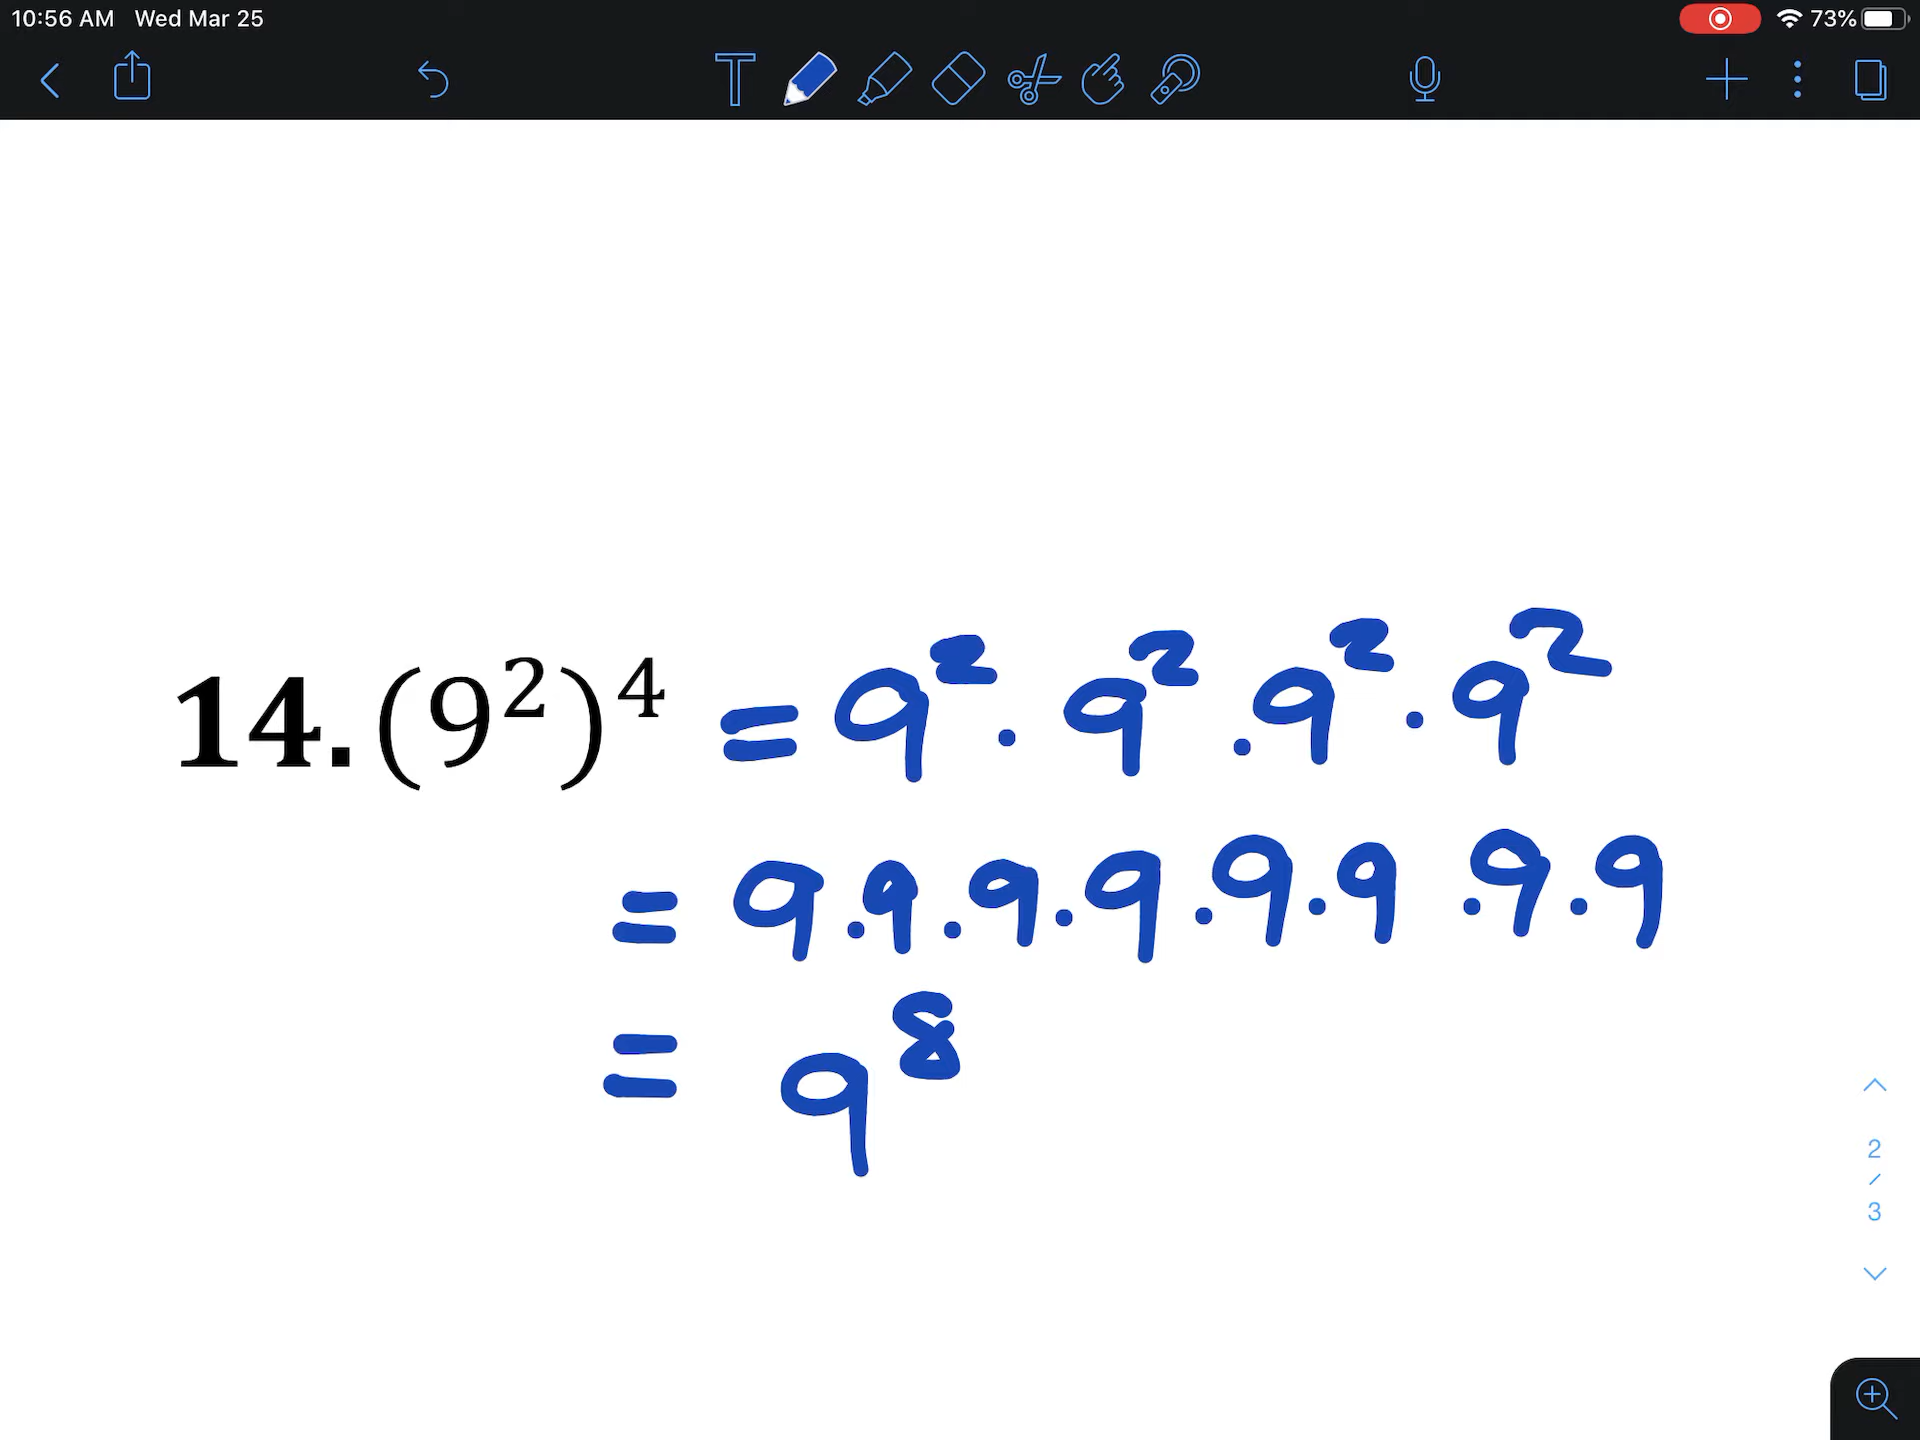 10:56 AM Wed Mar 25 73%
T
14. (9²)⁴ = 9² · 9² · 9² · 9²
= 9 · 9 · 9 · 9 · 9 · 9 · 9 · 9
= 9⁸
2
/
3